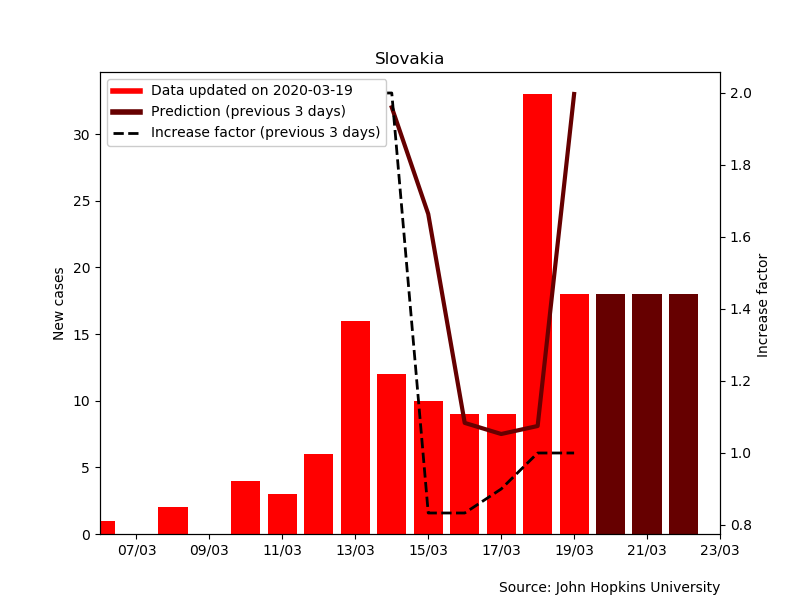 Slovakia
Data updated on 2020-03-19
Prediction (previous 3 days)
Increase factor (previous 3 days)
New cases
30
25
20
15
10
5
0
2.0
1.8
1.6
1.4
1.2
1.0
0.8
Increase factor
07/03 09/03 11/03 13/03 15/03 17/03 19/03 21/03 23/03
Source: John Hopkins University